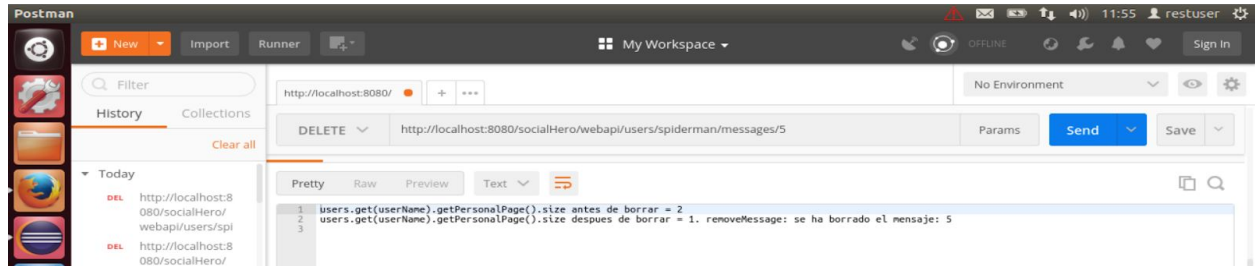 Postman
11:55 restuser
New Import Runner My Workspace OFFLINE Sign In
Filter
History Collections
Clear all
Today
DEL http://localhost:8
080/socialHero/
webapi/users/spi
DEL http://localhost:8
080/socialHero/
http://localhost:8080/
No Environment
DELETE http://localhost:8080/socialHero/webapi/users/spiderman/messages/5 Params Send Save
Pretty Raw Preview Text
1 users.get(userName).getPersonalPage().size antes de borrar = 2
2 users.get(userName).getPersonalPage().size despues de borrar = 1. removeMessage: se ha borrado el mensaje: 5
3